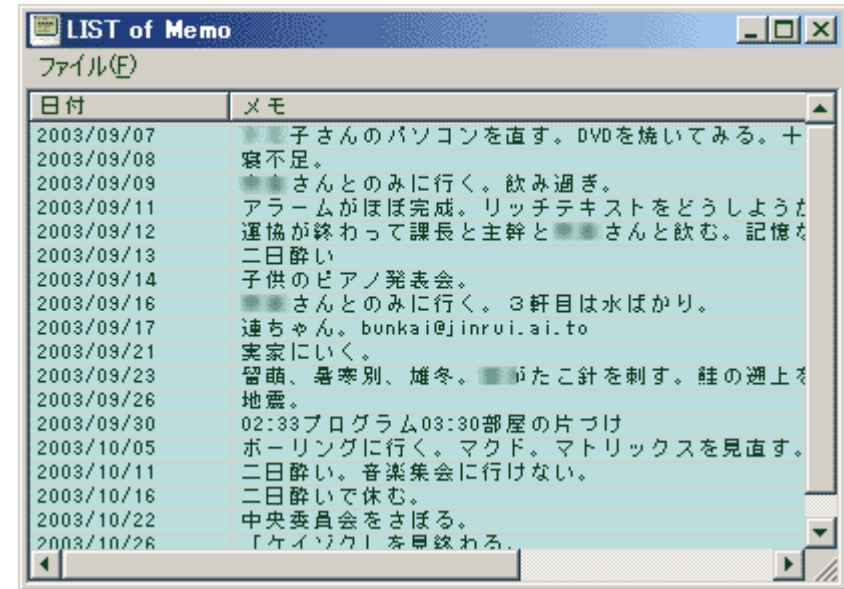 LIST of Memo
ファイル(F)
日付 メモ
2003/09/07 子さんのパソコンを直す。DVDを焼いてみる。十
2003/09/08 寝不足。
2003/09/09 さんとのみに行く。飲み過ぎ。
2003/09/11 アラームがほぼ完成。リッチテキストをどうしようか
2003/09/12 運協が終わって課長と主幹と さんと飲む。記憶な
2003/09/13 二日酔い
2003/09/14 子供のピアノ発表会。
2003/09/16 さんとのみに行く。3軒目は水ばかり。
2003/09/17 連ちゃん。bunkai@jinrui.ai.to
2003/09/21 実家にいく。
2003/09/23 留萌、暑寒別、雄冬。 がたこ針を刺す。鮭の遡上を
2003/09/26 地震。
2003/09/30 02:33プログラム03:30部屋の片づけ
2003/10/05 ボーリングに行く。マクド。マトリックスを見直す。
2003/10/11 二日酔い。音楽集会に行けない。
2003/10/16 二日酔いで休む。
2003/10/22 中央委員会をさぼる。
2003/10/26 「ケイゾク」を見終わる。